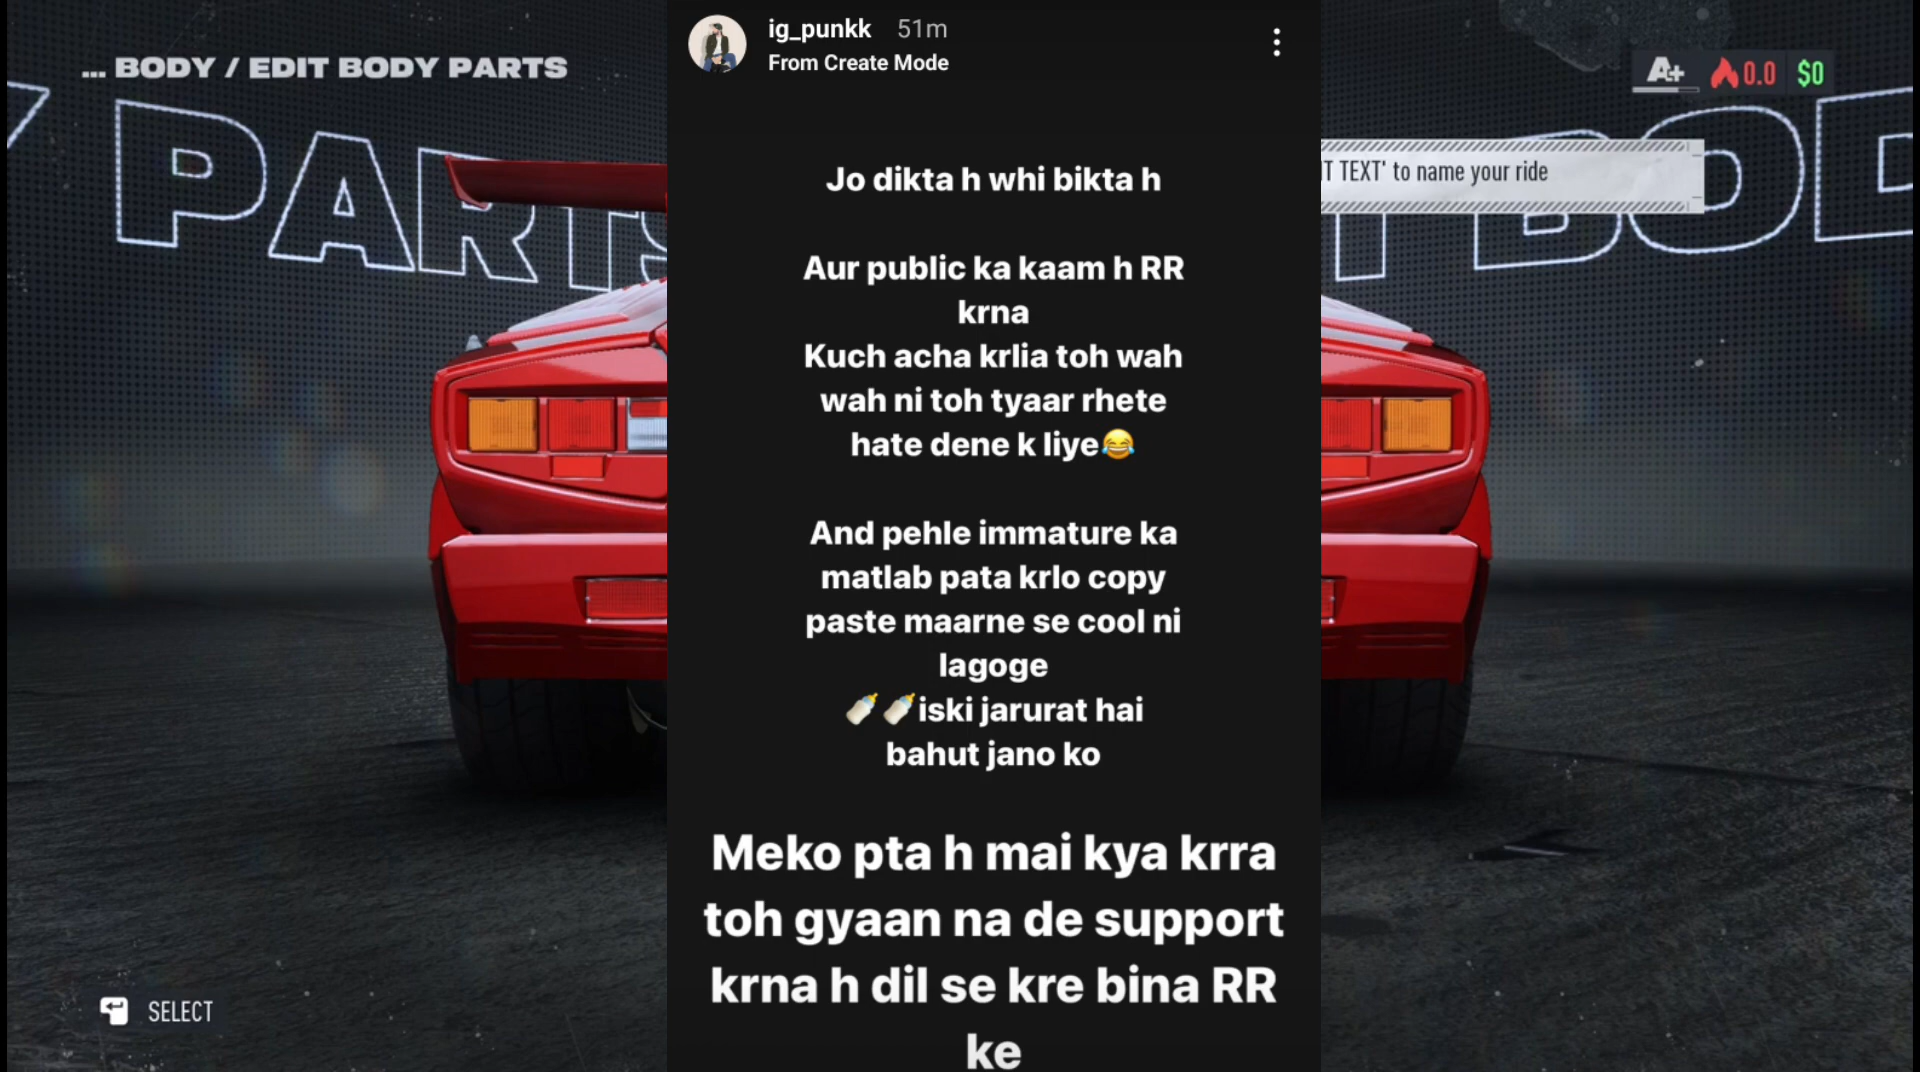 ... BODY / EDIT BODY PARTS
A+ 0.0 $0
PARTS
BOD
T TEXT' to name your ride
ig_punkk 51m
From Create Mode
Jo dikta h whi bikta h
Aur public ka kaam h RR
krna
Kuch acha krlia toh wah
wah ni toh tyaar rhete
hate dene k liye😂
And pehle immature ka
matlab pata krlo copy
paste maarne se cool ni
lagoge
🍼🍼iski jarurat hai
bahut jano ko
Meko pta h mai kya krra
toh gyaan na de support
krna h dil se kre bina RR
ke
SELECT